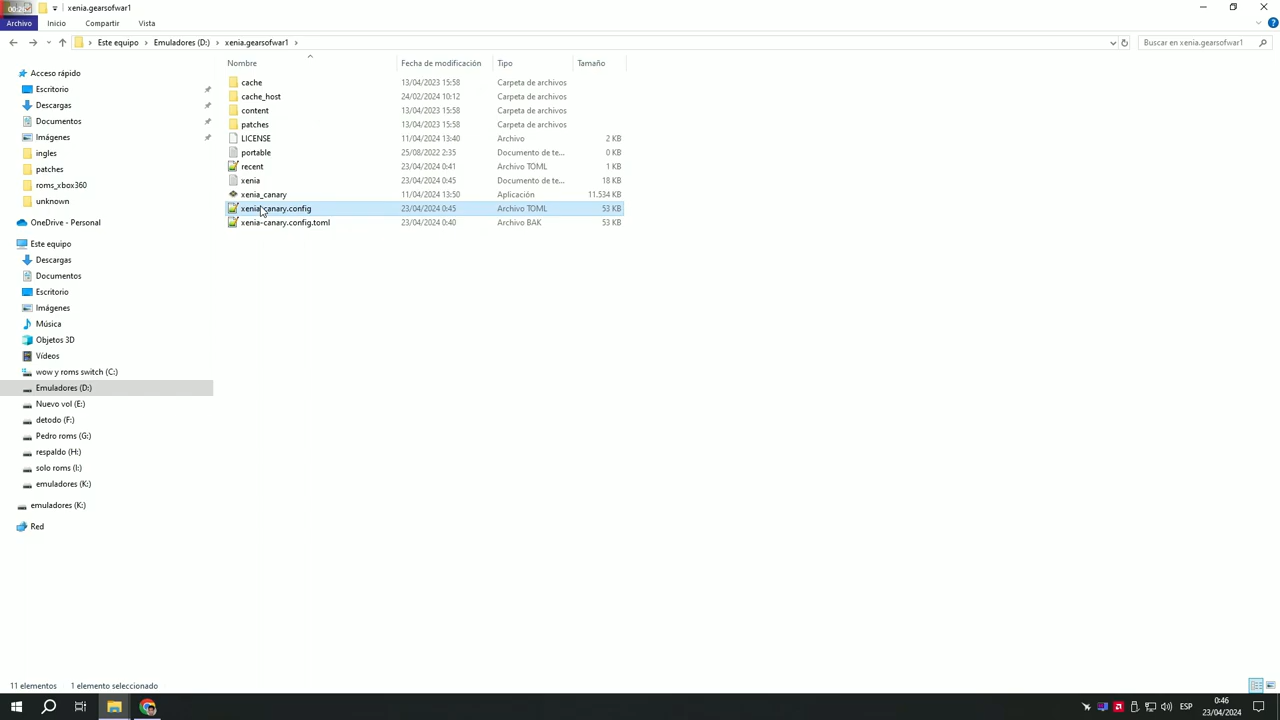 00:26
xenia.gearsofwar1
Archivo
Inicio
Compartir
Vista
Este equipo
Emuladores (D:)
xenia.gearsofwar1
Buscar en xenia.gearsofwar1
Nombre
Fecha de modificación
Tipo
Tamaño
cache 13/04/2023 15:58 Carpeta de archivos
cache_host 24/02/2024 10:12 Carpeta de archivos
content 13/04/2023 15:58 Carpeta de archivos
patches 13/04/2023 15:58 Carpeta de archivos
LICENSE 11/04/2024 13:40 Archivo 2 KB
portable 25/08/2022 2:35 Documento de te... 0 KB
recent 23/04/2024 0:41 Archivo TOML 1 KB
xenia 23/04/2024 0:45 Documento de te... 18 KB
xenia_canary 11/04/2024 13:50 Aplicación 11.534 KB
xenia-canary.config 23/04/2024 0:45 Archivo TOML 53 KB
xenia-canary.config.toml 23/04/2024 0:40 Archivo BAK 53 KB
Acceso rápido
Escritorio
Descargas
Documentos
Imágenes
ingles
patches
roms_xbox360
unknown
OneDrive - Personal
Este equipo
Descargas
Documentos
Escritorio
Imágenes
Música
Objetos 3D
Vídeos
wow y roms switch (C:)
Emuladores (D:)
Nuevo vol (E:)
detodo (F:)
Pedro roms (G:)
respaldo (H:)
solo roms (I:)
emuladores (K:)
emuladores (K:)
Red
11 elementos
1 elemento seleccionado
ESP
0:46
23/04/2024